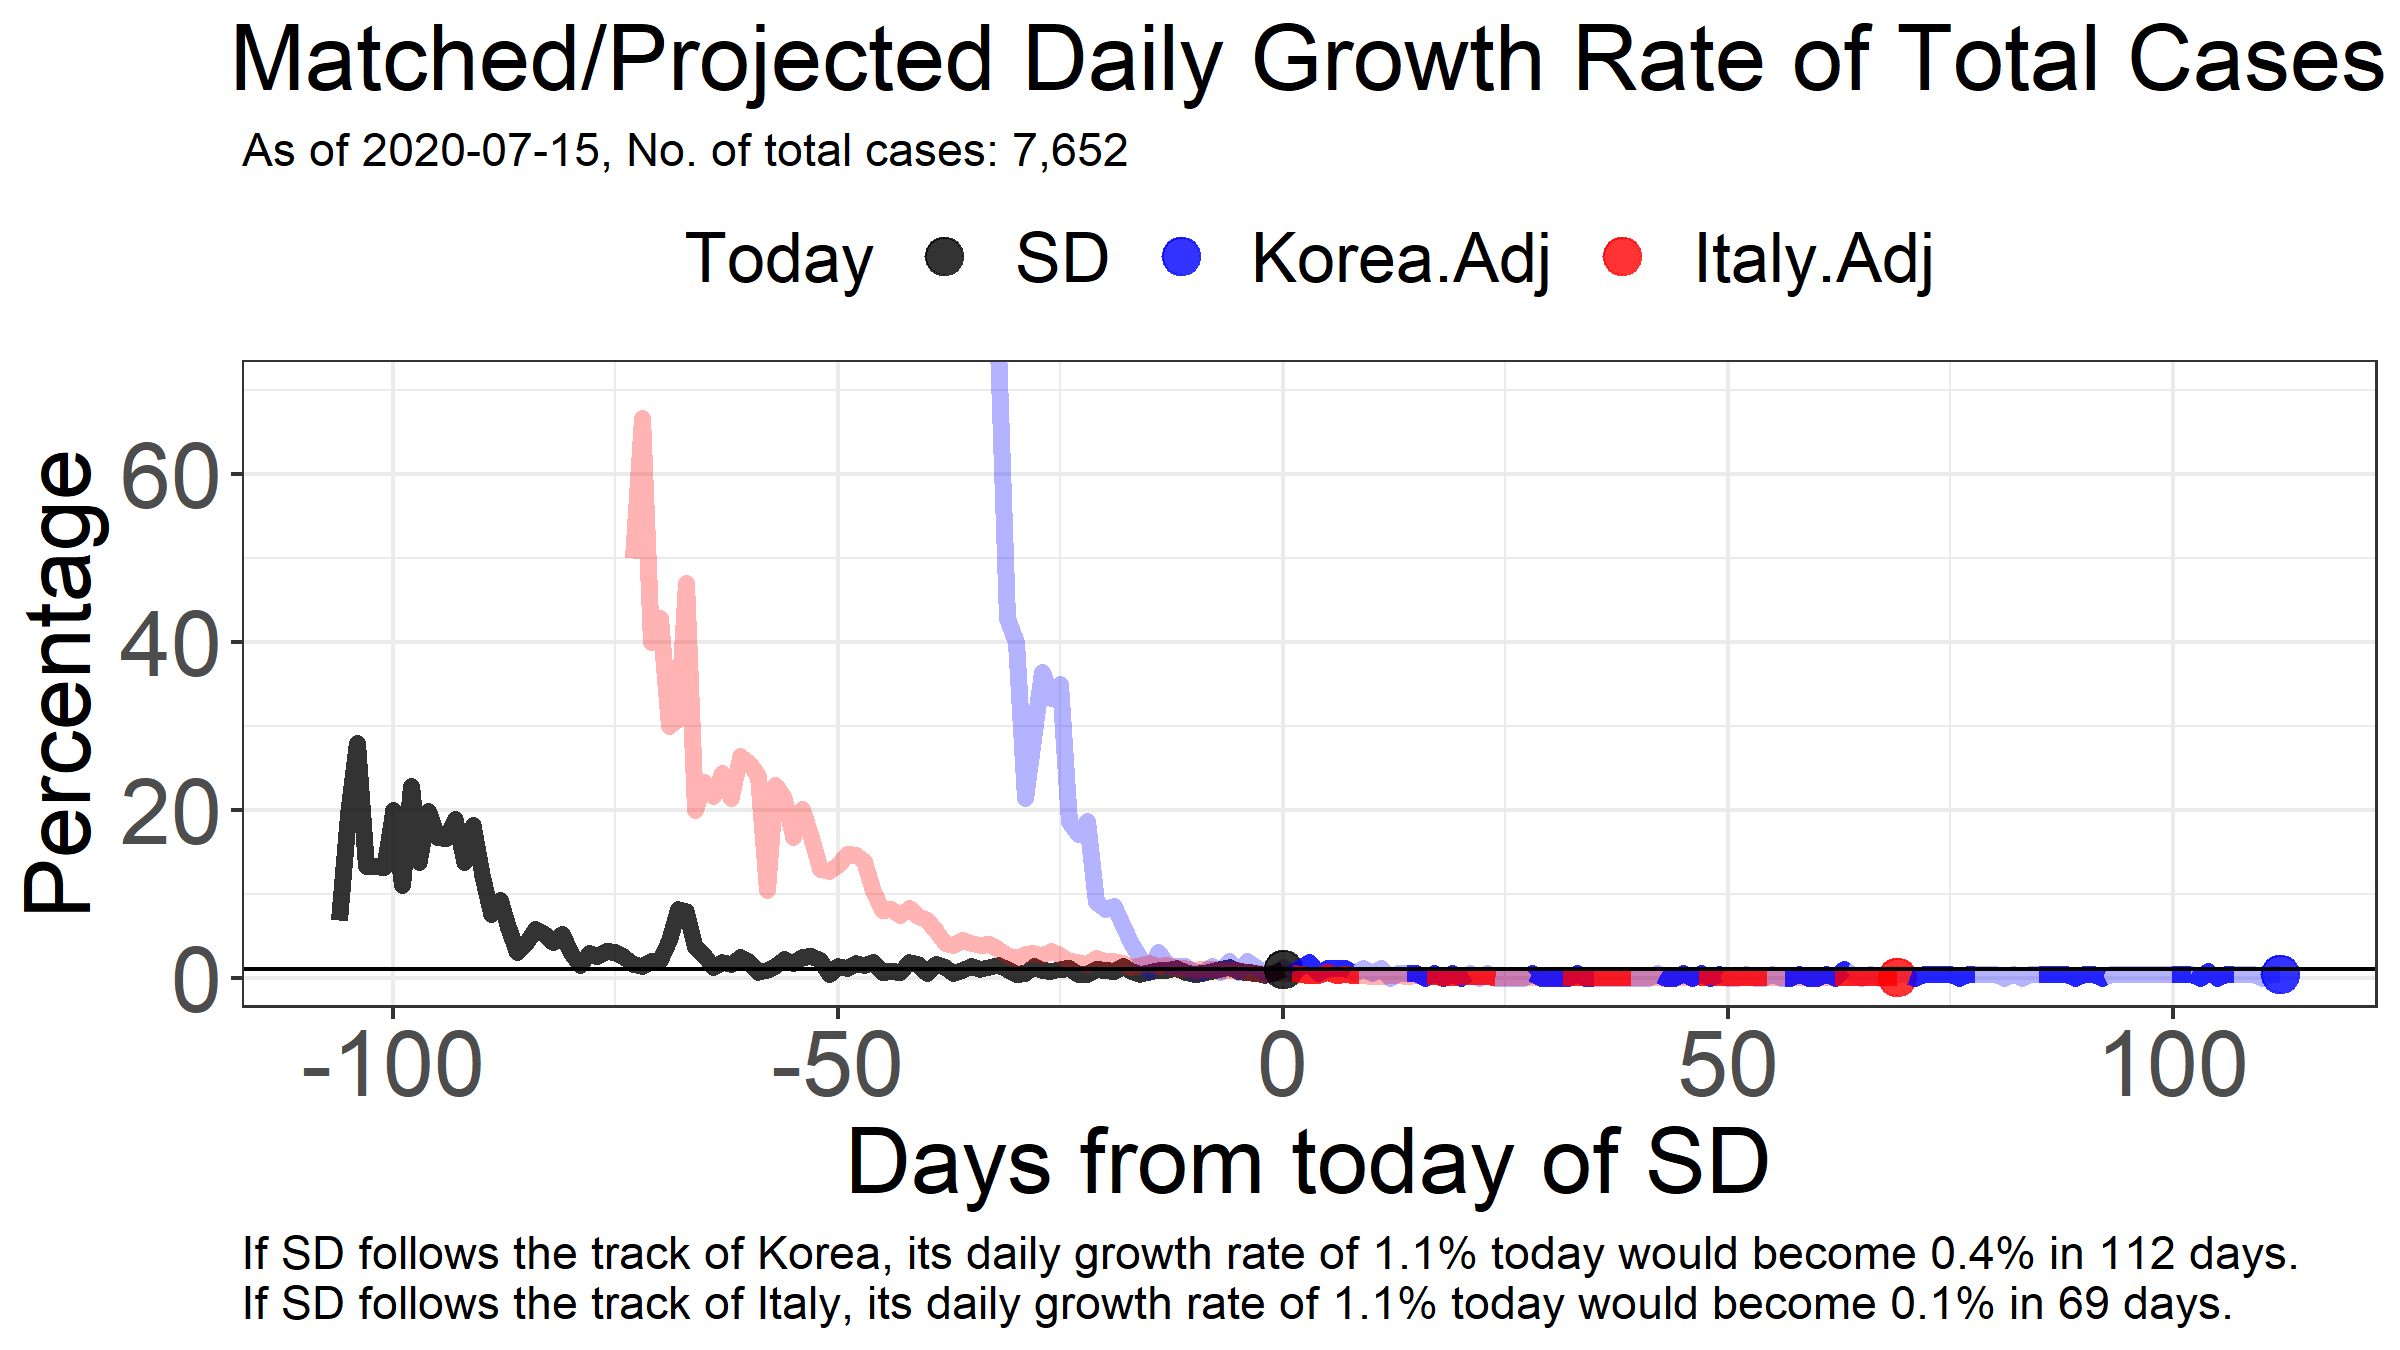 Matched/Projected Daily Growth Rate of Total Cases
As of 2020-07-15, No. of total cases: 7,652
Today SD Korea.Adj Italy.Adj
Percentage
60
40
20
0
-100 -50 0 50 100
Days from today of SD
If SD follows the track of Korea, its daily growth rate of 1.1% today would become 0.4% in 112 days.
If SD follows the track of Italy, its daily growth rate of 1.1% today would become 0.1% in 69 days.